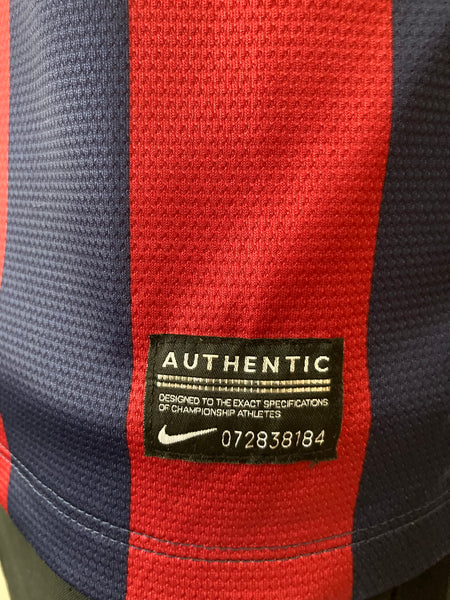 AUTHENTIC
DESIGNED TO THE EXACT SPECIFICATIONS
OF CHAMPIONSHIP ATHLETES
072838184